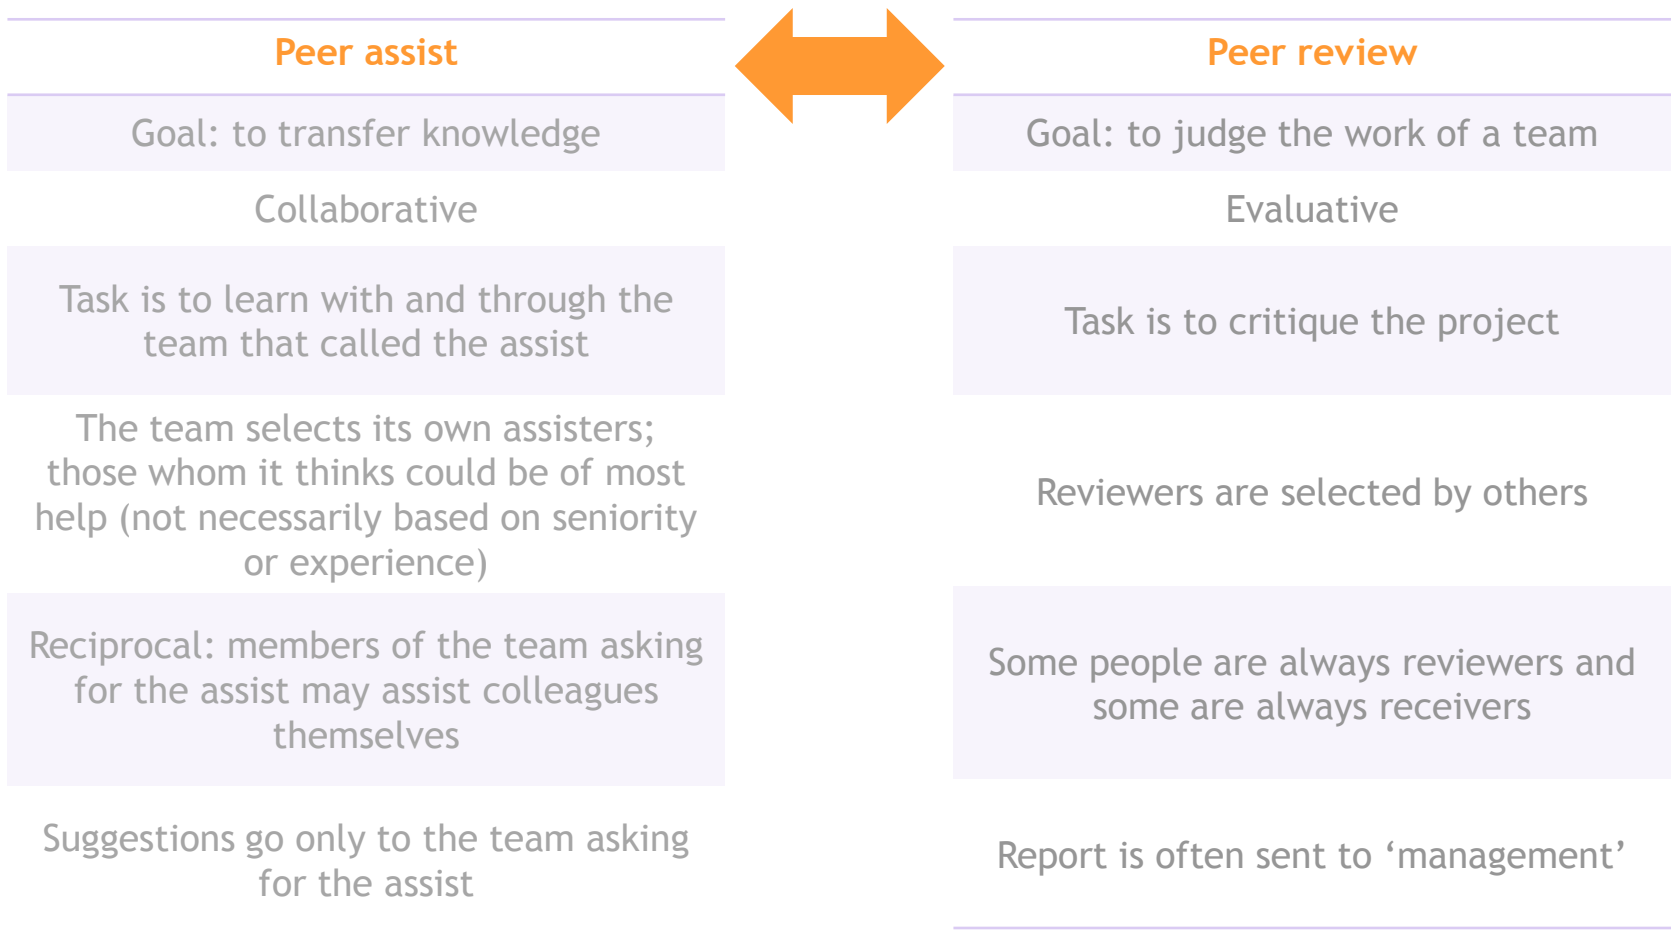 Peer assist
Goal: to transfer knowledge
Collaborative
Task is to learn with and through the
team that called the assist
The team selects its own assisters;
those whom it thinks could be of most
help (not necessarily based on seniority
or experience)
Reciprocal: members of the team asking
for the assist may assist colleagues
themselves
Suggestions go only to the team asking
for the assist
Peer review
Goal: to judge the work of a team
Evaluative
Task is to critique the project
Reviewers are selected by others
Some people are always reviewers and
some are always receivers
Report is often sent to ‘management’